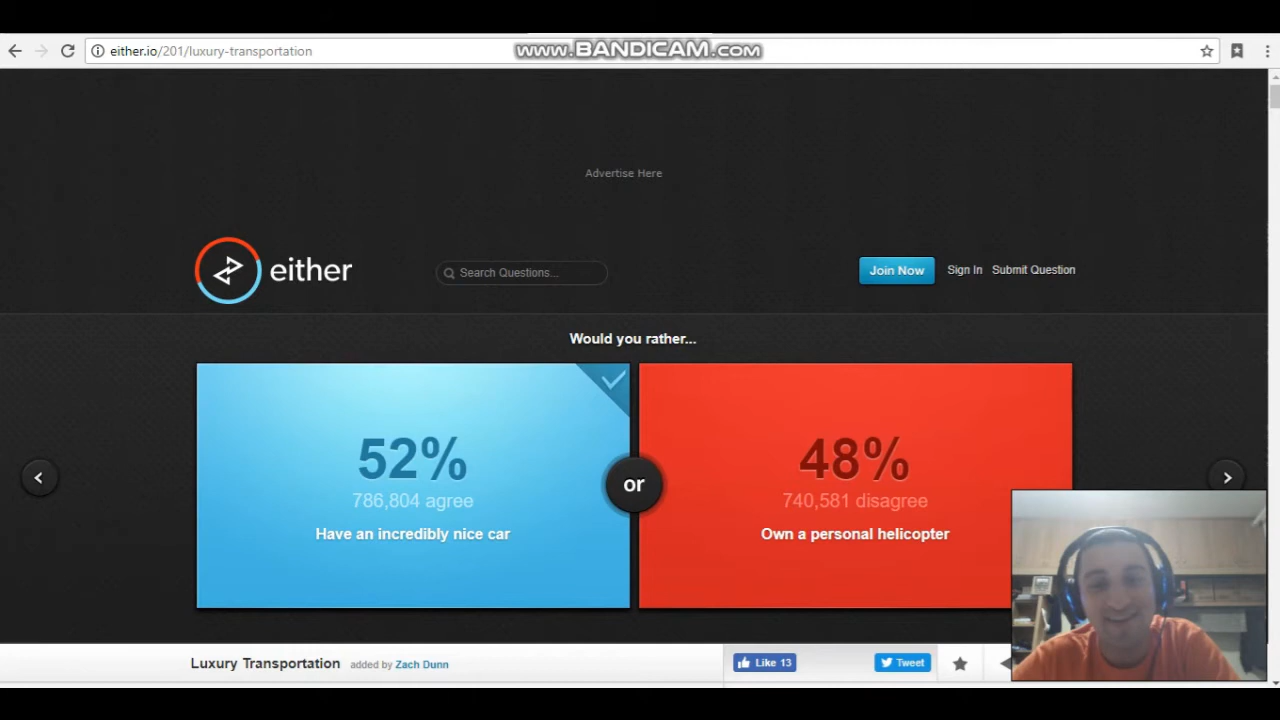 www.BANDICAM.com
either.io/201/luxury-transportation
Advertise Here
either
Search Questions...
Join Now
Sign In
Submit Question
Would you rather...
52%
786,804 agree
Have an incredibly nice car
or
48%
740,581 disagree
Own a personal helicopter
Luxury Transportation added by Zach Dunn
Like 13
Tweet